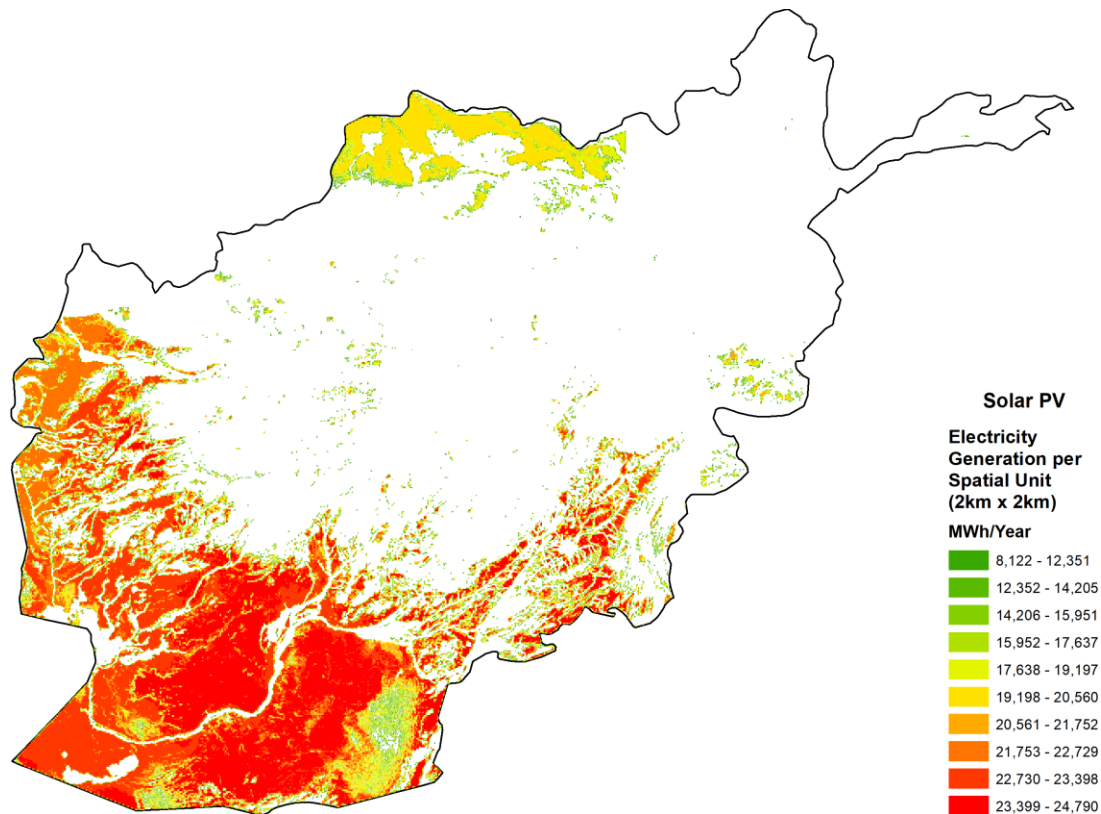 Solar PV
Electricity
Generation per
Spatial Unit
(2km x 2km)
MWh/Year
8,122 - 12,351
12,352 - 14,205
14,206 - 15,951
15,952 - 17,637
17,638 - 19,197
19,198 - 20,560
20,561 - 21,752
21,753 - 22,729
22,730 - 23,398
23,399 - 24,790